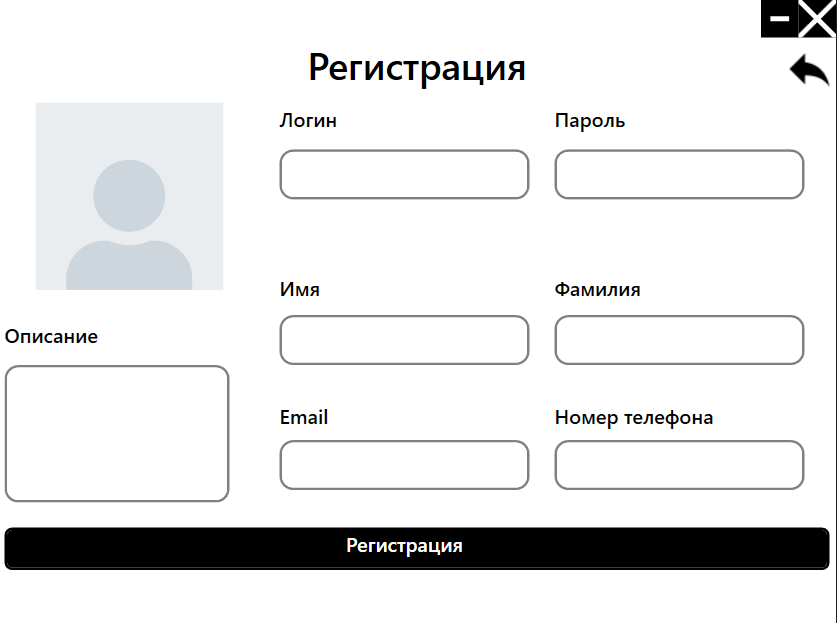 Регистрация
Логин
Пароль
Имя
Фамилия
Описание
Email
Номер телефона
Регистрация